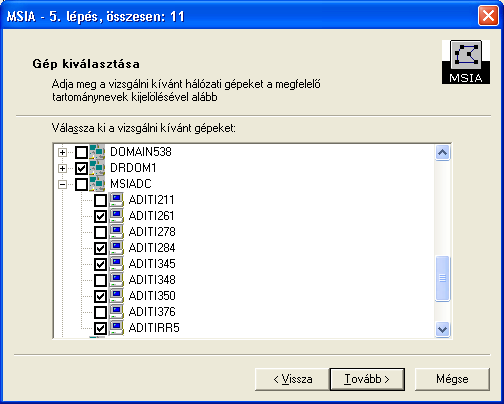 MSIA - 5. lépés, összesen: 11
Gép kiválasztása
Adja meg a vizsgálni kívánt hálózati gépeket a megfelelő
tartománynevek kijelölésével alább
MSIA
Válassza ki a vizsgálni kívánt gépeket:
DOMAIN538
DRDOM1
MSIADC
ADITI211
ADITI261
ADITI278
ADITI284
ADITI345
ADITI348
ADITI350
ADITI376
ADITIRR5
< Vissza
Tovább >
Mégse